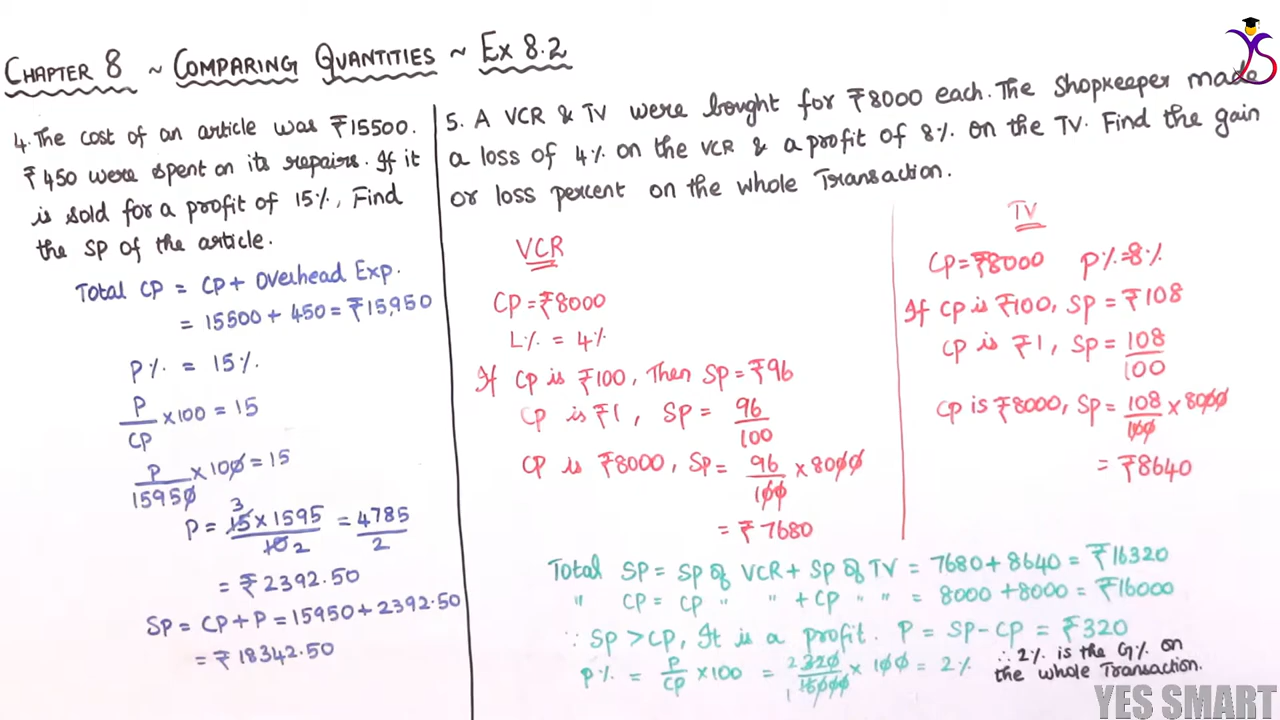 CHAPTER 8 ~ COMPARING QUANTITIES ~ Ex 8.2
4. The cost of an article was ₹15500.
₹450 were spent on its repairs. If it
is sold for a profit of 15%, Find
the SP of the article.
Total CP = CP + Overhead Exp.
= 15500 + 450 = ₹15,950
P% = 15%.
P/CP × 100 = 15
P/15950 × 100 = 15
P = 15 × 1595/10 = 4785/2
3
2
= ₹2392.50
SP = CP + P = 15950 + 2392.50
= ₹18342.50
5. A VCR & TV were bought for ₹8000 each. The Shopkeeper made
a loss of 4% on the VCR & a profit of 8% on the TV. Find the gain
or loss percent on the whole Transaction.
VCR
CP = ₹8000
L% = 4%
If CP is ₹100, Then SP = ₹96
CP is ₹1, SP = 96/100
CP is ₹8000, SP = 96/100 × 8000
= ₹7680
TV
CP = ₹8000 P% = 8%
If CP is ₹100, SP = ₹108
CP is ₹1, SP = 108/100
CP is ₹8000, SP = 108/100 × 8000
= ₹8640
Total SP = SP of VCR + SP of TV = 7680 + 8640 = ₹16320
" CP = CP " " + CP " " = 8000 + 8000 = ₹16000
∵ SP > CP, It is a profit. P = SP - CP = ₹320
P% = P/CP × 100 = 320/16000 × 100 = 2%
2
1
∴ 2% is the G% on
the whole Transaction.
YES SMART